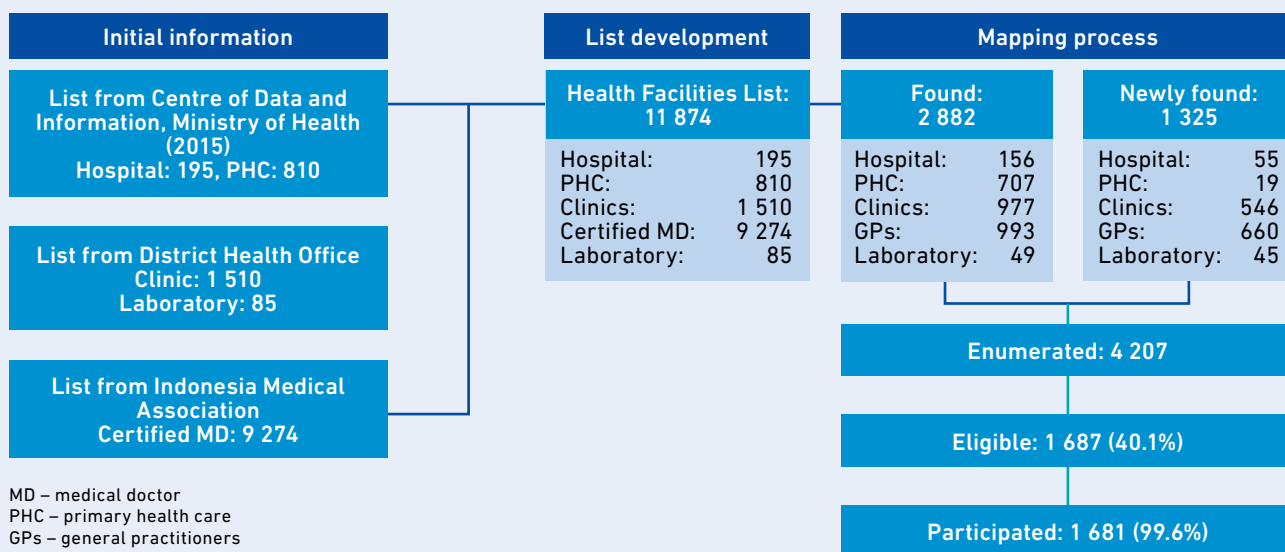 Initial information
List from Centre of Data and
Information, Ministry of Health
(2015)
Hospital: 195, PHC: 810
List from District Health Office
Clinic: 1 510
Laboratory: 85
List from Indonesia Medical
Association
Certified MD: 9 274
MD – medical doctor
PHC – primary health care
GPs – general practitioners
List development
Health Facilities List:
11 874
Hospital: 195
PHC: 810
Clinics: 1 510
Certified MD: 9 274
Laboratory: 85
Mapping process
Found:
2 882
Hospital: 156
PHC: 707
Clinics: 977
GPs: 993
Laboratory: 49
Newly found:
1 325
Hospital: 55
PHC: 19
Clinics: 546
GPs: 660
Laboratory: 45
Enumerated: 4 207
Eligible: 1 687 (40.1%)
Participated: 1 681 (99.6%)